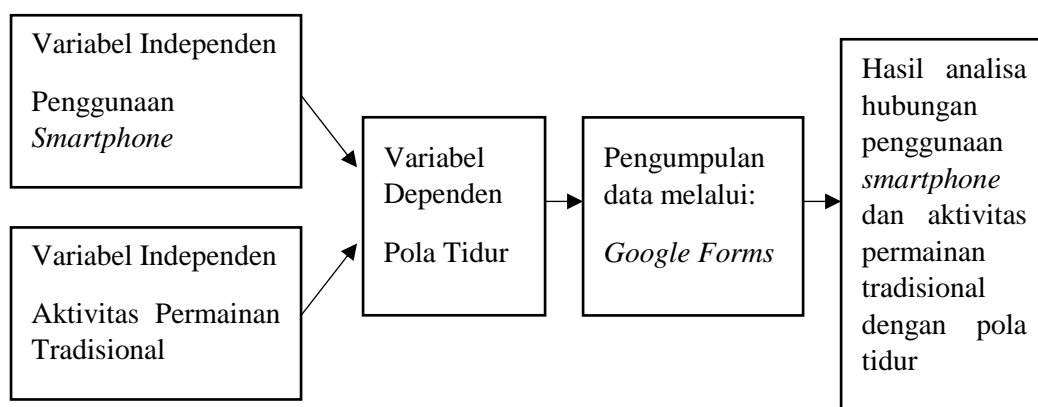 Variabel Independen
Penggunaan
Smartphone
Variabel Independen
Aktivitas Permainan
Tradisional
Variabel
Dependen
Pola Tidur
Pengumpulan
data melalui:
Google Forms
Hasil analisa
hubungan
penggunaan
smartphone
dan aktivitas
permainan
tradisional
dengan pola
tidur